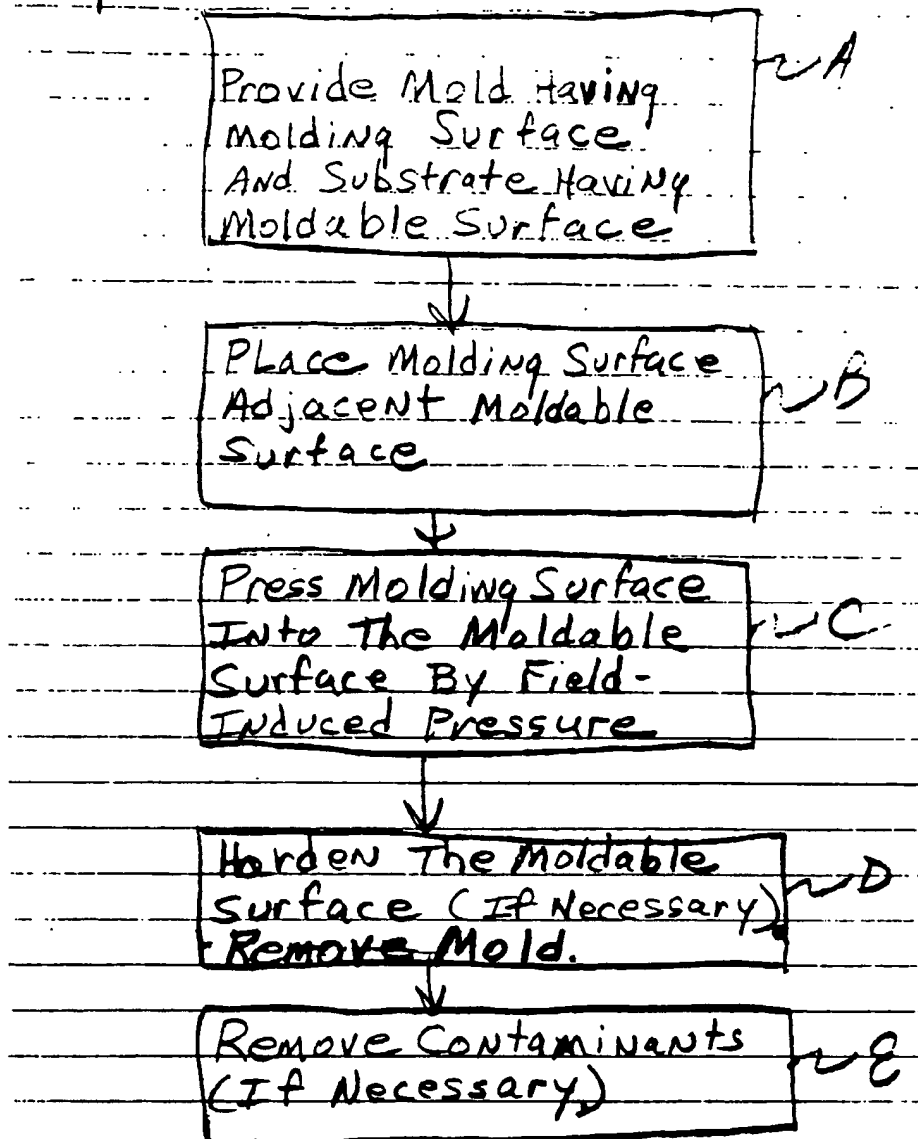 Provide Mold Having
Molding Surface
And Substrate Having
Moldable Surface
A
Place Molding Surface
Adjacent Moldable
Surface
B
Press Molding Surface
Into The Moldable
Surface By Field-
Induced Pressure
C
Harden The Moldable
Surface (If Necessary).
Remove Mold.
D
Remove Contaminants
(If Necessary)
E